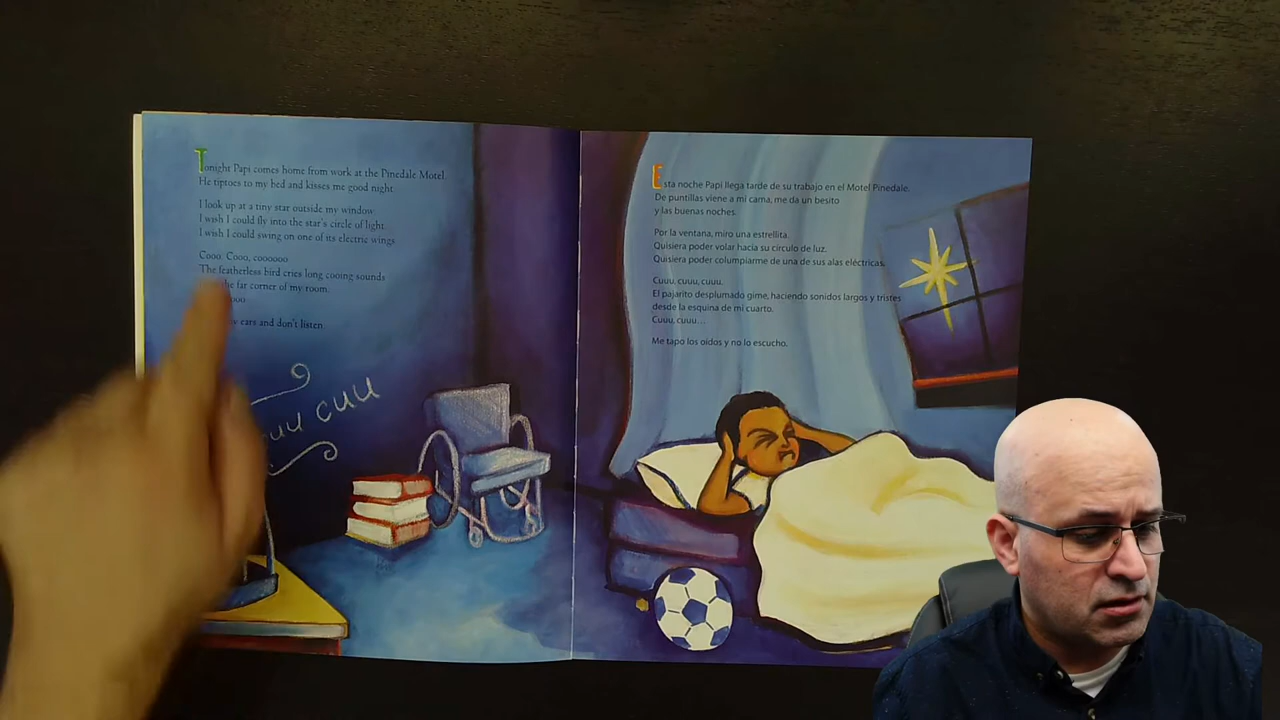 Tonight Papi comes home from work at the Pinedale Motel.
He tiptoes to my bed and kisses me good night.
I look up at a tiny star outside my window.
I wish I could fly into the star's circle of light.
I wish I could swing on one of its electric wings.
Cooo. Cooo, coooooo
The featherless bird cries long cooing sounds
he far corner of my room.
ooo
y ears and don't listen.
cuu
Esta noche Papi llega tarde de su trabajo en el Motel Pinedale.
De puntillas viene a mi cama, me da un besito
y las buenas noches.
Por la ventana, miro una estrellita.
Quisiera poder volar hacia su círculo de luz.
Quisiera poder columpiarme de una de sus alas eléctricas.
Cuuu, cuuu, cuuu.
El pajarito desplumado gime, haciendo sonidos largos y tristes
desde la esquina de mi cuarto.
Cuuu, cuuu...
Me tapo los oídos y no lo escucho.